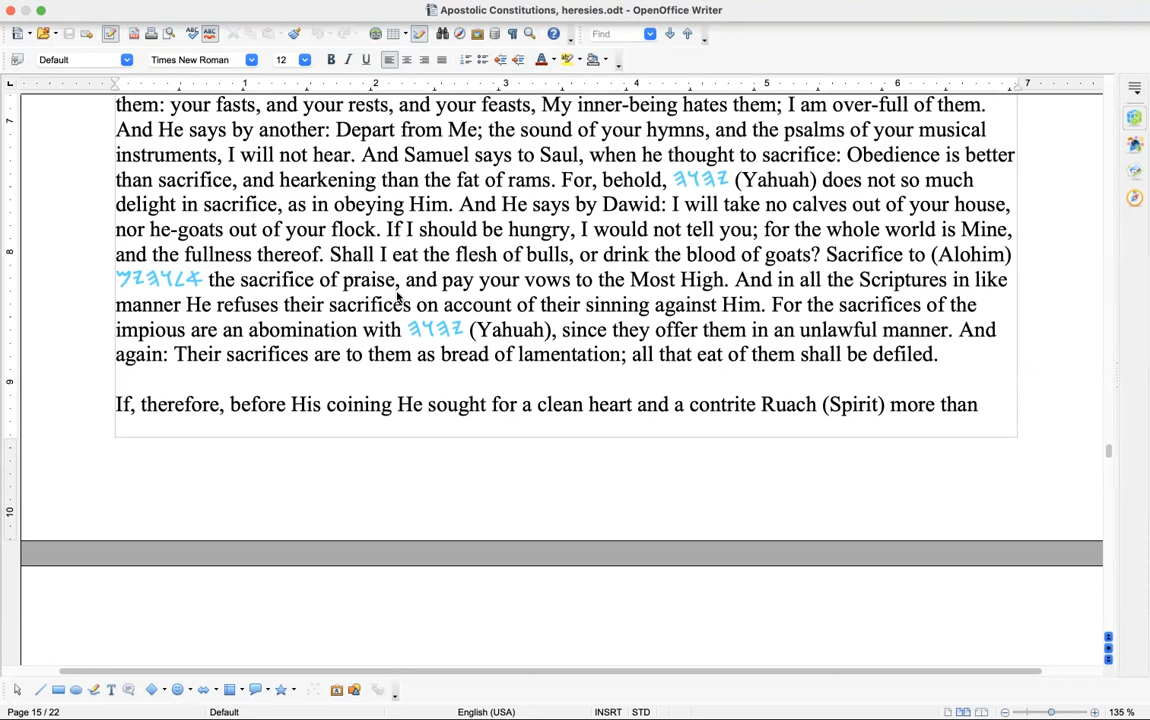 Apostolic Constitutions, heresies.odt - OpenOffice Writer
Find
Default Times New Roman 12 B I U
1 2 3 4 5 6 7
them: your fasts, and your rests, and your feasts, My inner-being hates them; I am over-full of them.
And He says by another: Depart from Me; the sound of your hymns, and the psalms of your musical
instruments, I will not hear. And Samuel says to Saul, when he thought to sacrifice: Obedience is better
than sacrifice, and hearkening than the fat of rams. For, behold, 𐤉𐤄𐤅𐤄 (Yahuah) does not so much
delight in sacrifice, as in obeying Him. And He says by Dawid: I will take no calves out of your house,
nor he-goats out of your flock. If I should be hungry, I would not tell you; for the whole world is Mine,
and the fullness thereof. Shall I eat the flesh of bulls, or drink the blood of goats? Sacrifice to (Alohim)
𐤀𐤋𐤅𐤄𐤉𐤌 the sacrifice of praise, and pay your vows to the Most High. And in all the Scriptures in like
manner He refuses their sacrifices on account of their sinning against Him. For the sacrifices of the
impious are an abomination with 𐤉𐤄𐤅𐤄 (Yahuah), since they offer them in an unlawful manner. And
again: Their sacrifices are to them as bread of lamentation; all that eat of them shall be defiled.
If, therefore, before His coining He sought for a clean heart and a contrite Ruach (Spirit) more than
7
8
9
10
Page 15 / 22 Default English (USA) INSRT STD 135 %